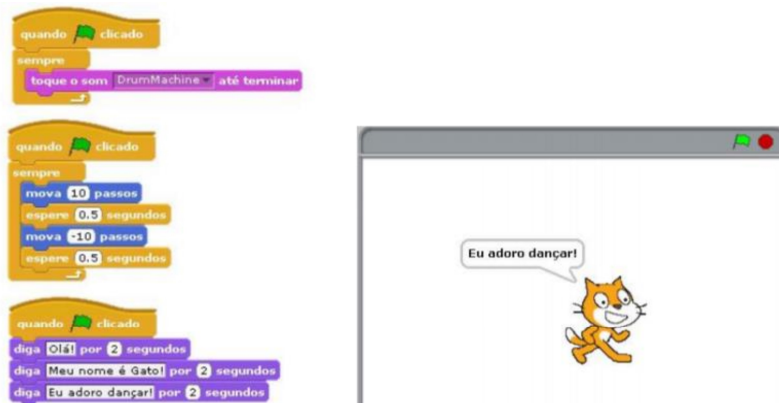 quando clicado
sempre
toque o som DrumMachine até terminar
quando clicado
sempre
mova 10 passos
espere 0.5 segundos
mova -10 passos
espere 0.5 segundos
quando clicado
diga Olá! por 2 segundos
diga Meu nome é Gato! por 2 segundos
diga Eu adoro dançar! por 2 segundos
Eu adoro dançar!